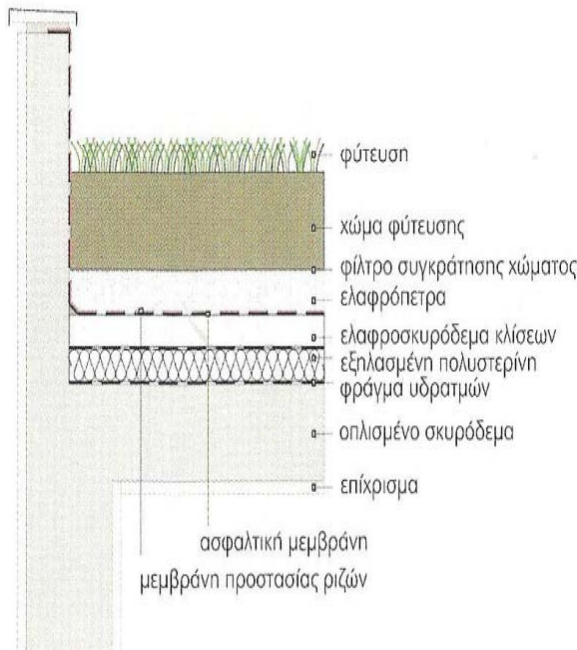 φύτευση
χώμα φύτευσης
φίλτρο συγκράτησης χώματος
ελαφρόπετρα
ελαφροσκυρόδεμα κλίσεων
εξηλασμένη πολυστερίνη
φράγμα υδρατμών
οπλισμένο σκυρόδεμα
επίχρισμα
ασφαλτική μεμβράνη
μεμβράνη προστασίας ριζών